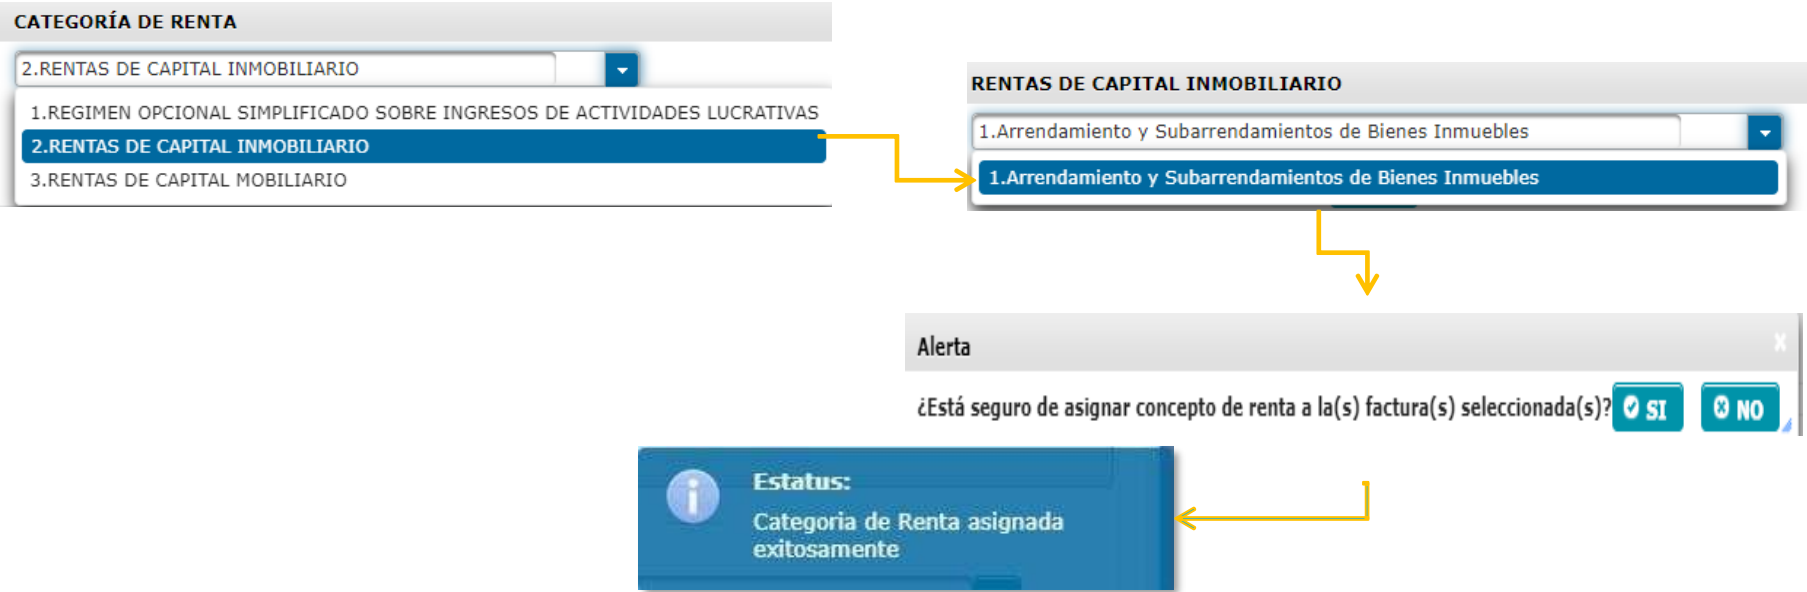 CATEGORÍA DE RENTA
2.RENTAS DE CAPITAL INMOBILIARIO
1.REGIMEN OPCIONAL SIMPLIFICADO SOBRE INGRESOS DE ACTIVIDADES LUCRATIVAS
2.RENTAS DE CAPITAL INMOBILIARIO
3.RENTAS DE CAPITAL MOBILIARIO
RENTAS DE CAPITAL INMOBILIARIO
1.Arrendamiento y Subarrendamientos de Bienes Inmuebles
1.Arrendamiento y Subarrendamientos de Bienes Inmuebles
Alerta
¿Está seguro de asignar concepto de renta a la(s) factura(s) seleccionada(s)? SI NO
Estatus:
Categoria de Renta asignada
exitosamente